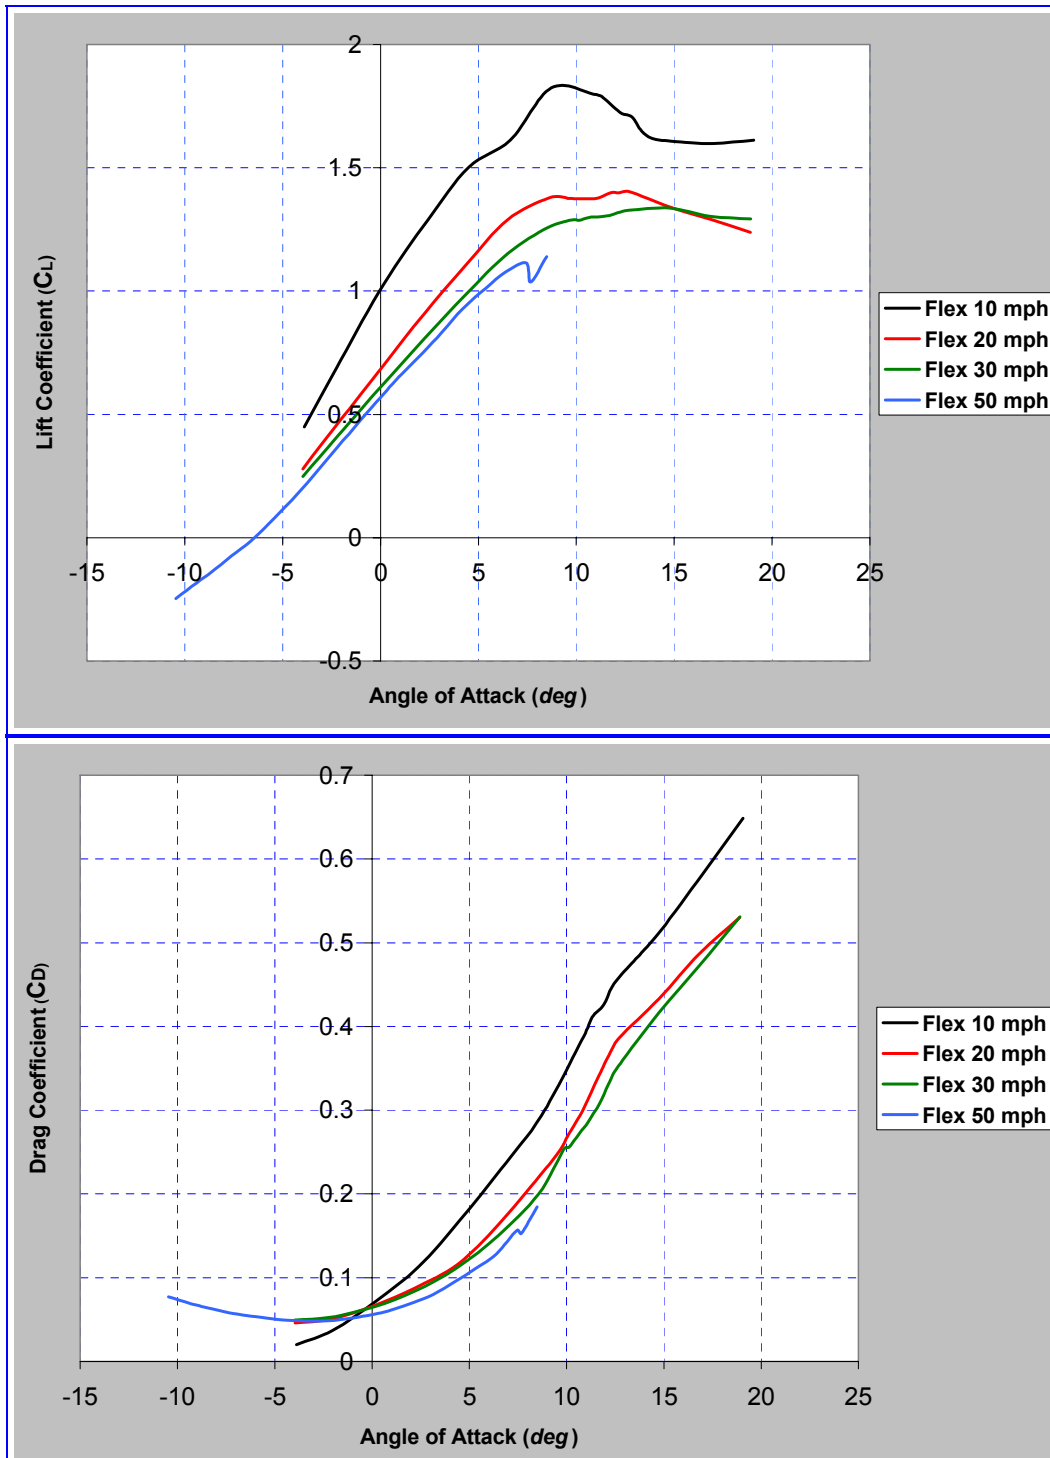 2
1.5
1
0.5
0
-0.5
-15 -10 -5 0 5 10 15 20 25
Lift Coefficient (CL)
Angle of Attack (deg)
Flex 10 mph
Flex 20 mph
Flex 30 mph
Flex 50 mph
0.7
0.6
0.5
0.4
0.3
0.2
0.1
0
-15 -10 -5 0 5 10 15 20 25
Drag Coefficient (CD)
Angle of Attack (deg)
Flex 10 mph
Flex 20 mph
Flex 30 mph
Flex 50 mph